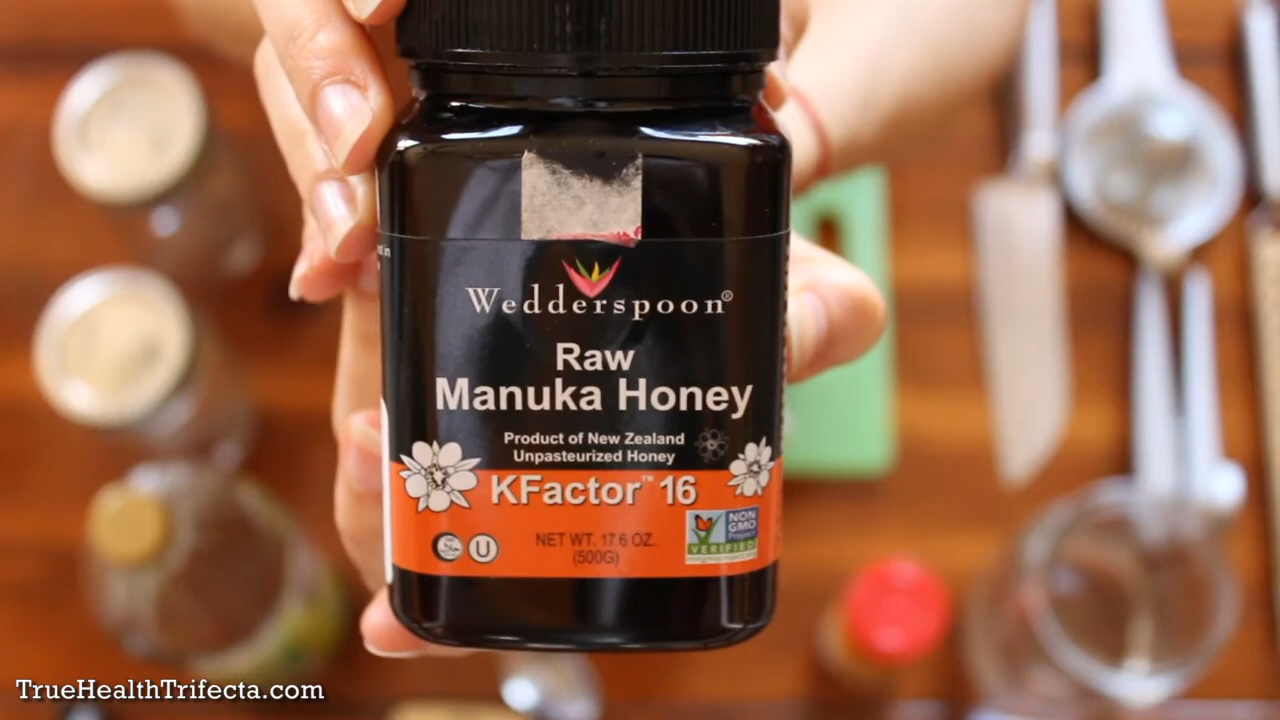 Wedderspoon®
Raw
Manuka Honey
Product of New Zealand
Unpasteurized Honey
KFactor™ 16
U
NET WT. 17.6 OZ.
(500G)
NON
GMO
Project
VERIFIED
TrueHealthTrifecta.com